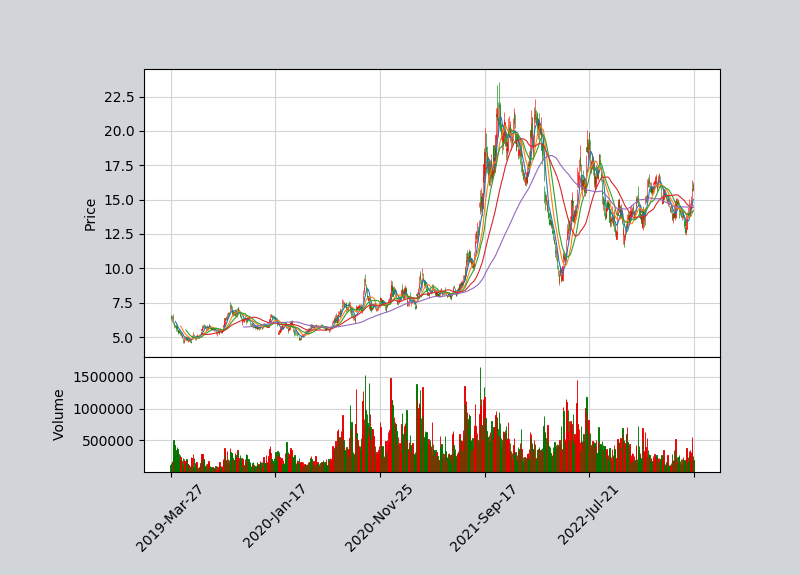 22.5
20.0
17.5
15.0
12.5
10.0
7.5
5.0
Price
1500000
1000000
500000
Volume
2019-Mar-27
2020-Jan-17
2020-Nov-25
2021-Sep-17
2022-Jul-21